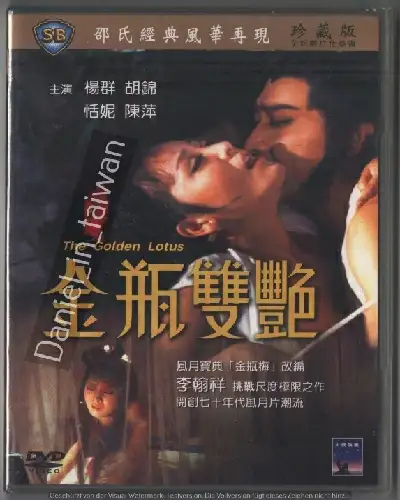 SB
邵氏經典風華再現
珍藏版
主演 楊群 胡錦
恬妮 陳萍
Daniel_in_taiwan
The Golden Lotus
金瓶雙艷
風月寶典「金瓶梅」改編
李翰祥 挑戰尺度極限之作
開創七十年代風月片潮流
DVD
VIDEO